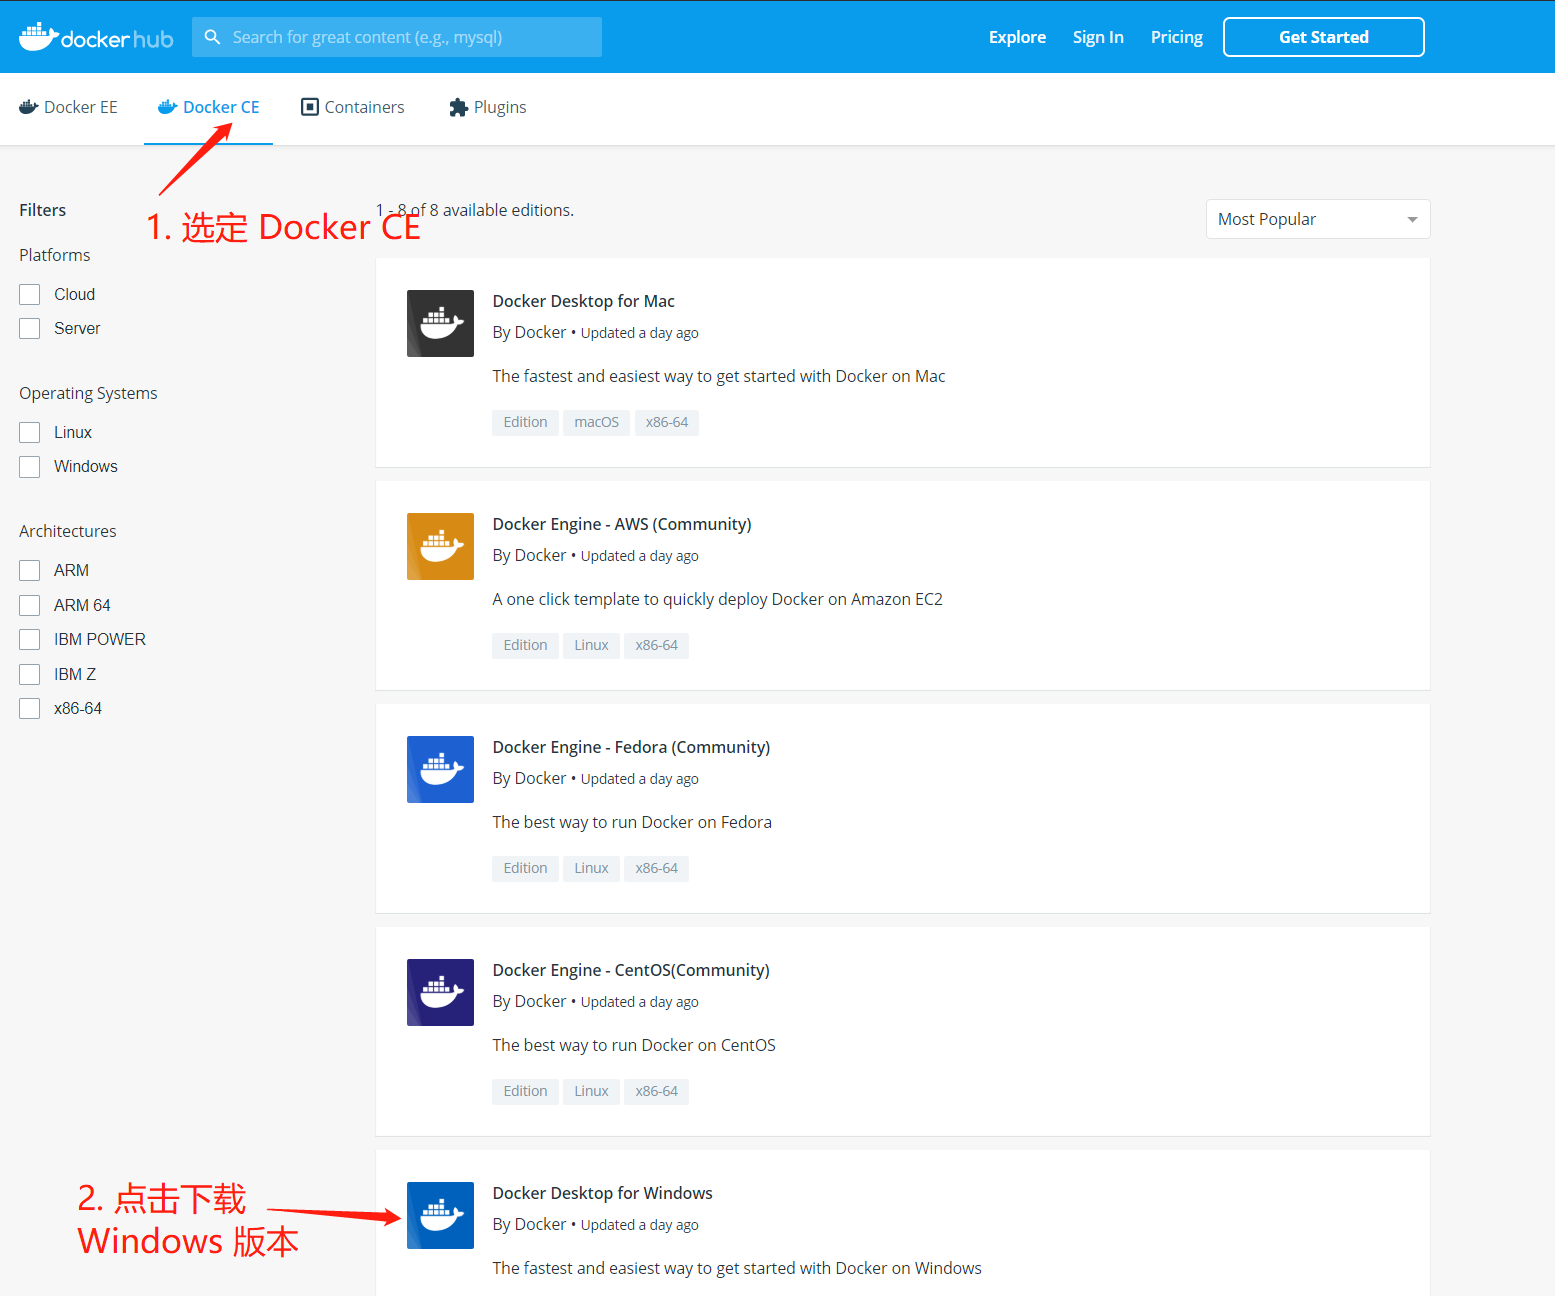 docker hub
Search for great content (e.g., mysql)
Explore
Sign In
Pricing
Get Started
Docker EE
Docker CE
Containers
Plugins
1. 选定 Docker CE
Filters
Platforms
Cloud
Server
Operating Systems
Linux
Windows
Architectures
ARM
ARM 64
IBM POWER
IBM Z
x86-64
1 - 8 of 8 available editions.
Most Popular
Docker Desktop for Mac
By Docker • Updated a day ago
The fastest and easiest way to get started with Docker on Mac
Edition macOS x86-64
Docker Engine - AWS (Community)
By Docker • Updated a day ago
A one click template to quickly deploy Docker on Amazon EC2
Edition Linux x86-64
Docker Engine - Fedora (Community)
By Docker • Updated a day ago
The best way to run Docker on Fedora
Edition Linux x86-64
Docker Engine - CentOS(Community)
By Docker • Updated a day ago
The best way to run Docker on CentOS
Edition Linux x86-64
2. 点击下载
Windows 版本
Docker Desktop for Windows
By Docker • Updated a day ago
The fastest and easiest way to get started with Docker on Windows